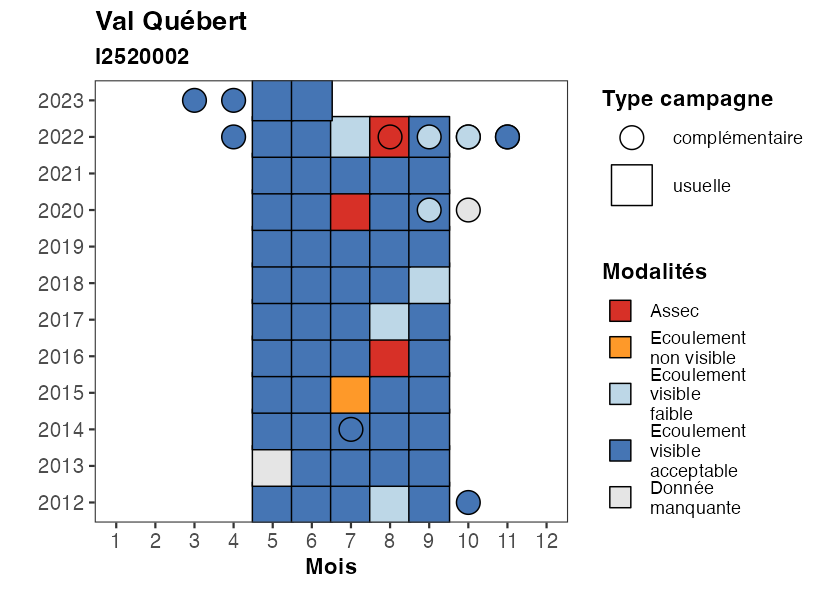 Val Québert
I2520002
2023
2022
2021
2020
2019
2018
2017
2016
2015
2014
2013
2012
1 2 3 4 5 6 7 8 9 10 11 12
Mois
Type campagne
complémentaire
usuelle
Modalités
Assec
Ecoulement
non visible
Ecoulement
visible
faible
Ecoulement
visible
acceptable
Donnée
manquante